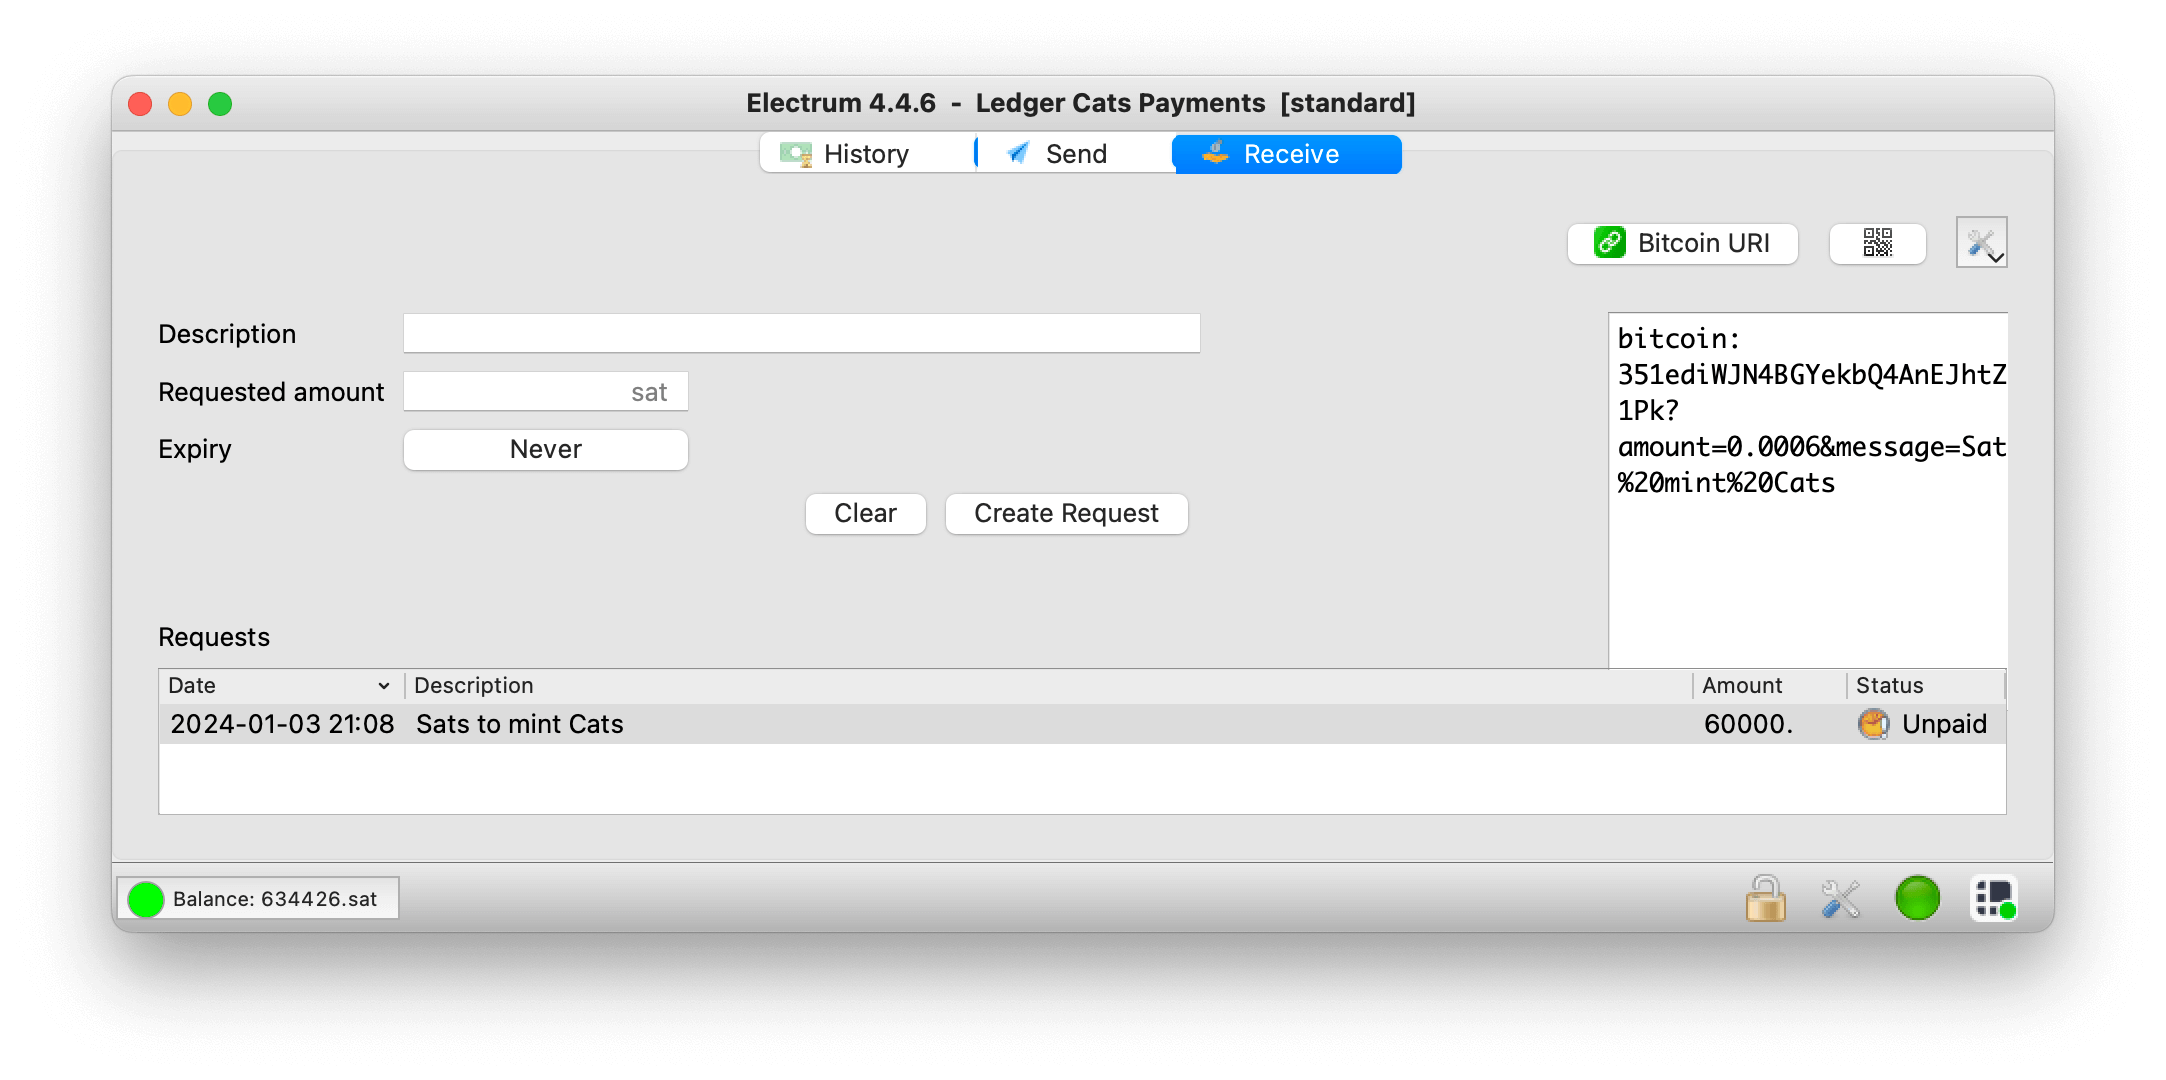 Electrum 4.4.6 - Ledger Cats Payments [standard]
History
Send
Receive
Bitcoin URI
Description
Requested amount
sat
Expiry
Never
Clear
Create Request
bitcoin:
351ediWJN4BGYekbQ4AnEJhtZ
1Pk?
amount=0.0006&message=Sat
%20mint%20Cats
Requests
Date Description Amount Status
2024-01-03 21:08 Sats to mint Cats 60000. Unpaid
Balance: 634426.sat